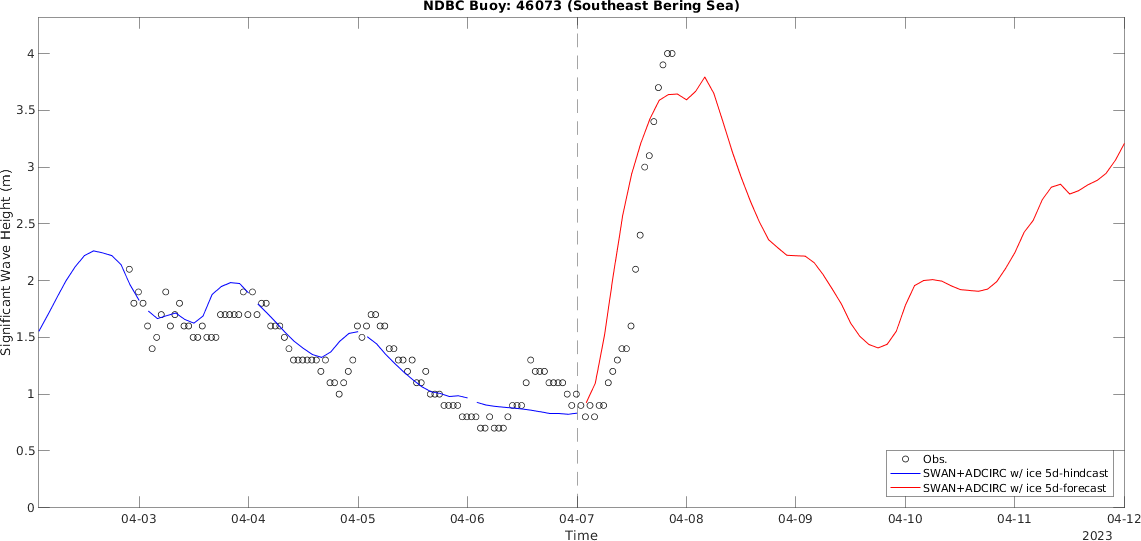 NDBC Buoy: 46073 (Southeast Bering Sea)
Significant Wave Height (m)
4
3.5
3
2.5
2
1.5
1
0.5
0
Obs.
SWAN+ADCIRC w/ ice 5d-hindcast
SWAN+ADCIRC w/ ice 5d-forecast
04-03 04-04 04-05 04-06 04-07 04-08 04-09 04-10 04-11 04-12
Time
2023